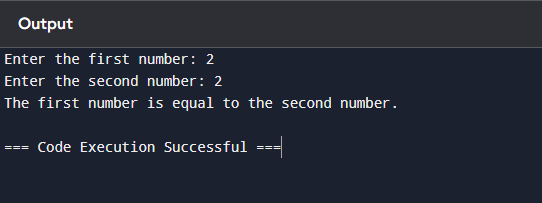 Output
Enter the first number: 2
Enter the second number: 2
The first number is equal to the second number.
=== Code Execution Successful ===